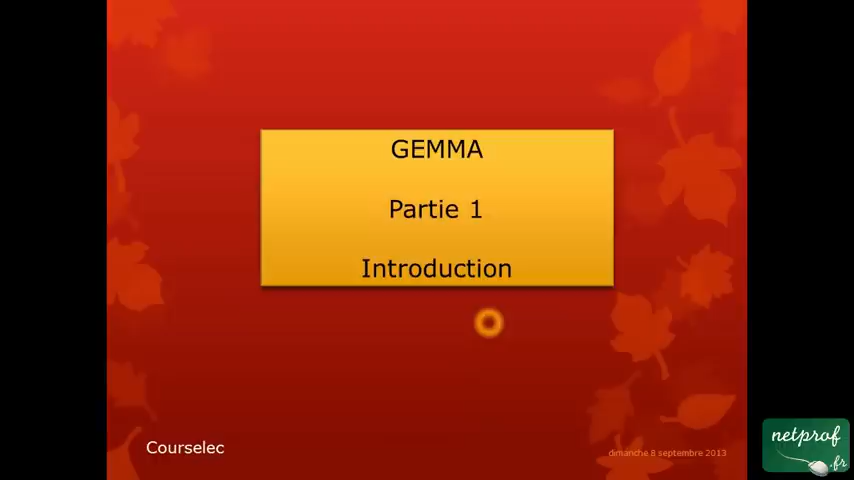 GEMMA
Partie 1
Introduction
Courselec
dimanche 8 septembre 2013
netprof
.fr